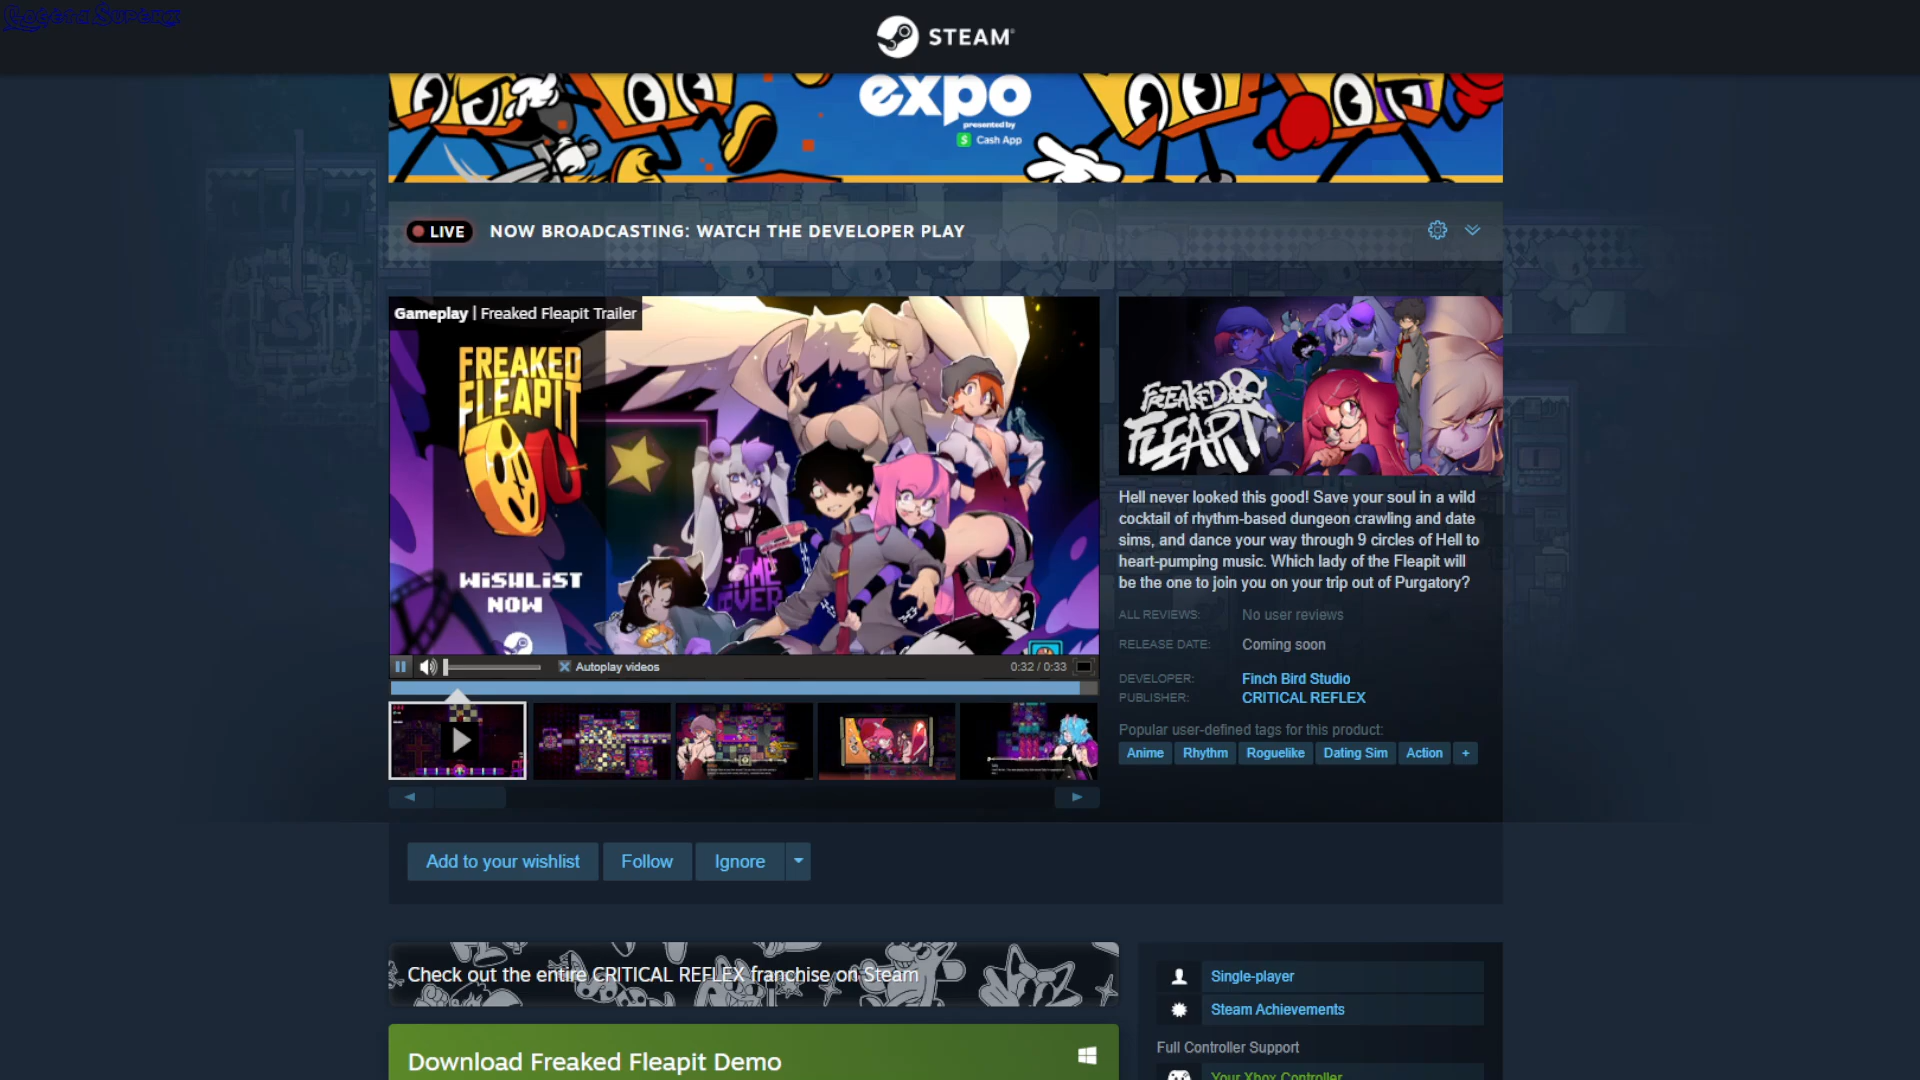 STEAM
expo
presented by
Cash App
LIVE
NOW BROADCASTING: WATCH THE DEVELOPER PLAY
Gameplay | Freaked Fleapit Trailer
FREAKED
FLEAPIT
WISHLIST
NOW
FREAKED
FLEAPIT
Hell never looked this good! Save your soul in a wild
cocktail of rhythm-based dungeon crawling and date
sims, and dance your way through 9 circles of Hell to
heart-pumping music. Which lady of the Fleapit will
be the one to join you on your trip out of Purgatory?
ALL REVIEWS: No user reviews
RELEASE DATE: Coming soon
DEVELOPER: Finch Bird Studio
PUBLISHER: CRITICAL REFLEX
Popular user-defined tags for this product:
Anime Rhythm Roguelike Dating Sim Action +
Autoplay videos 0:32 / 0:33
Add to your wishlist Follow Ignore
Check out the entire CRITICAL REFLEX franchise on Steam
Download Freaked Fleapit Demo
Single-player
Steam Achievements
Full Controller Support
Your Xbox Controller